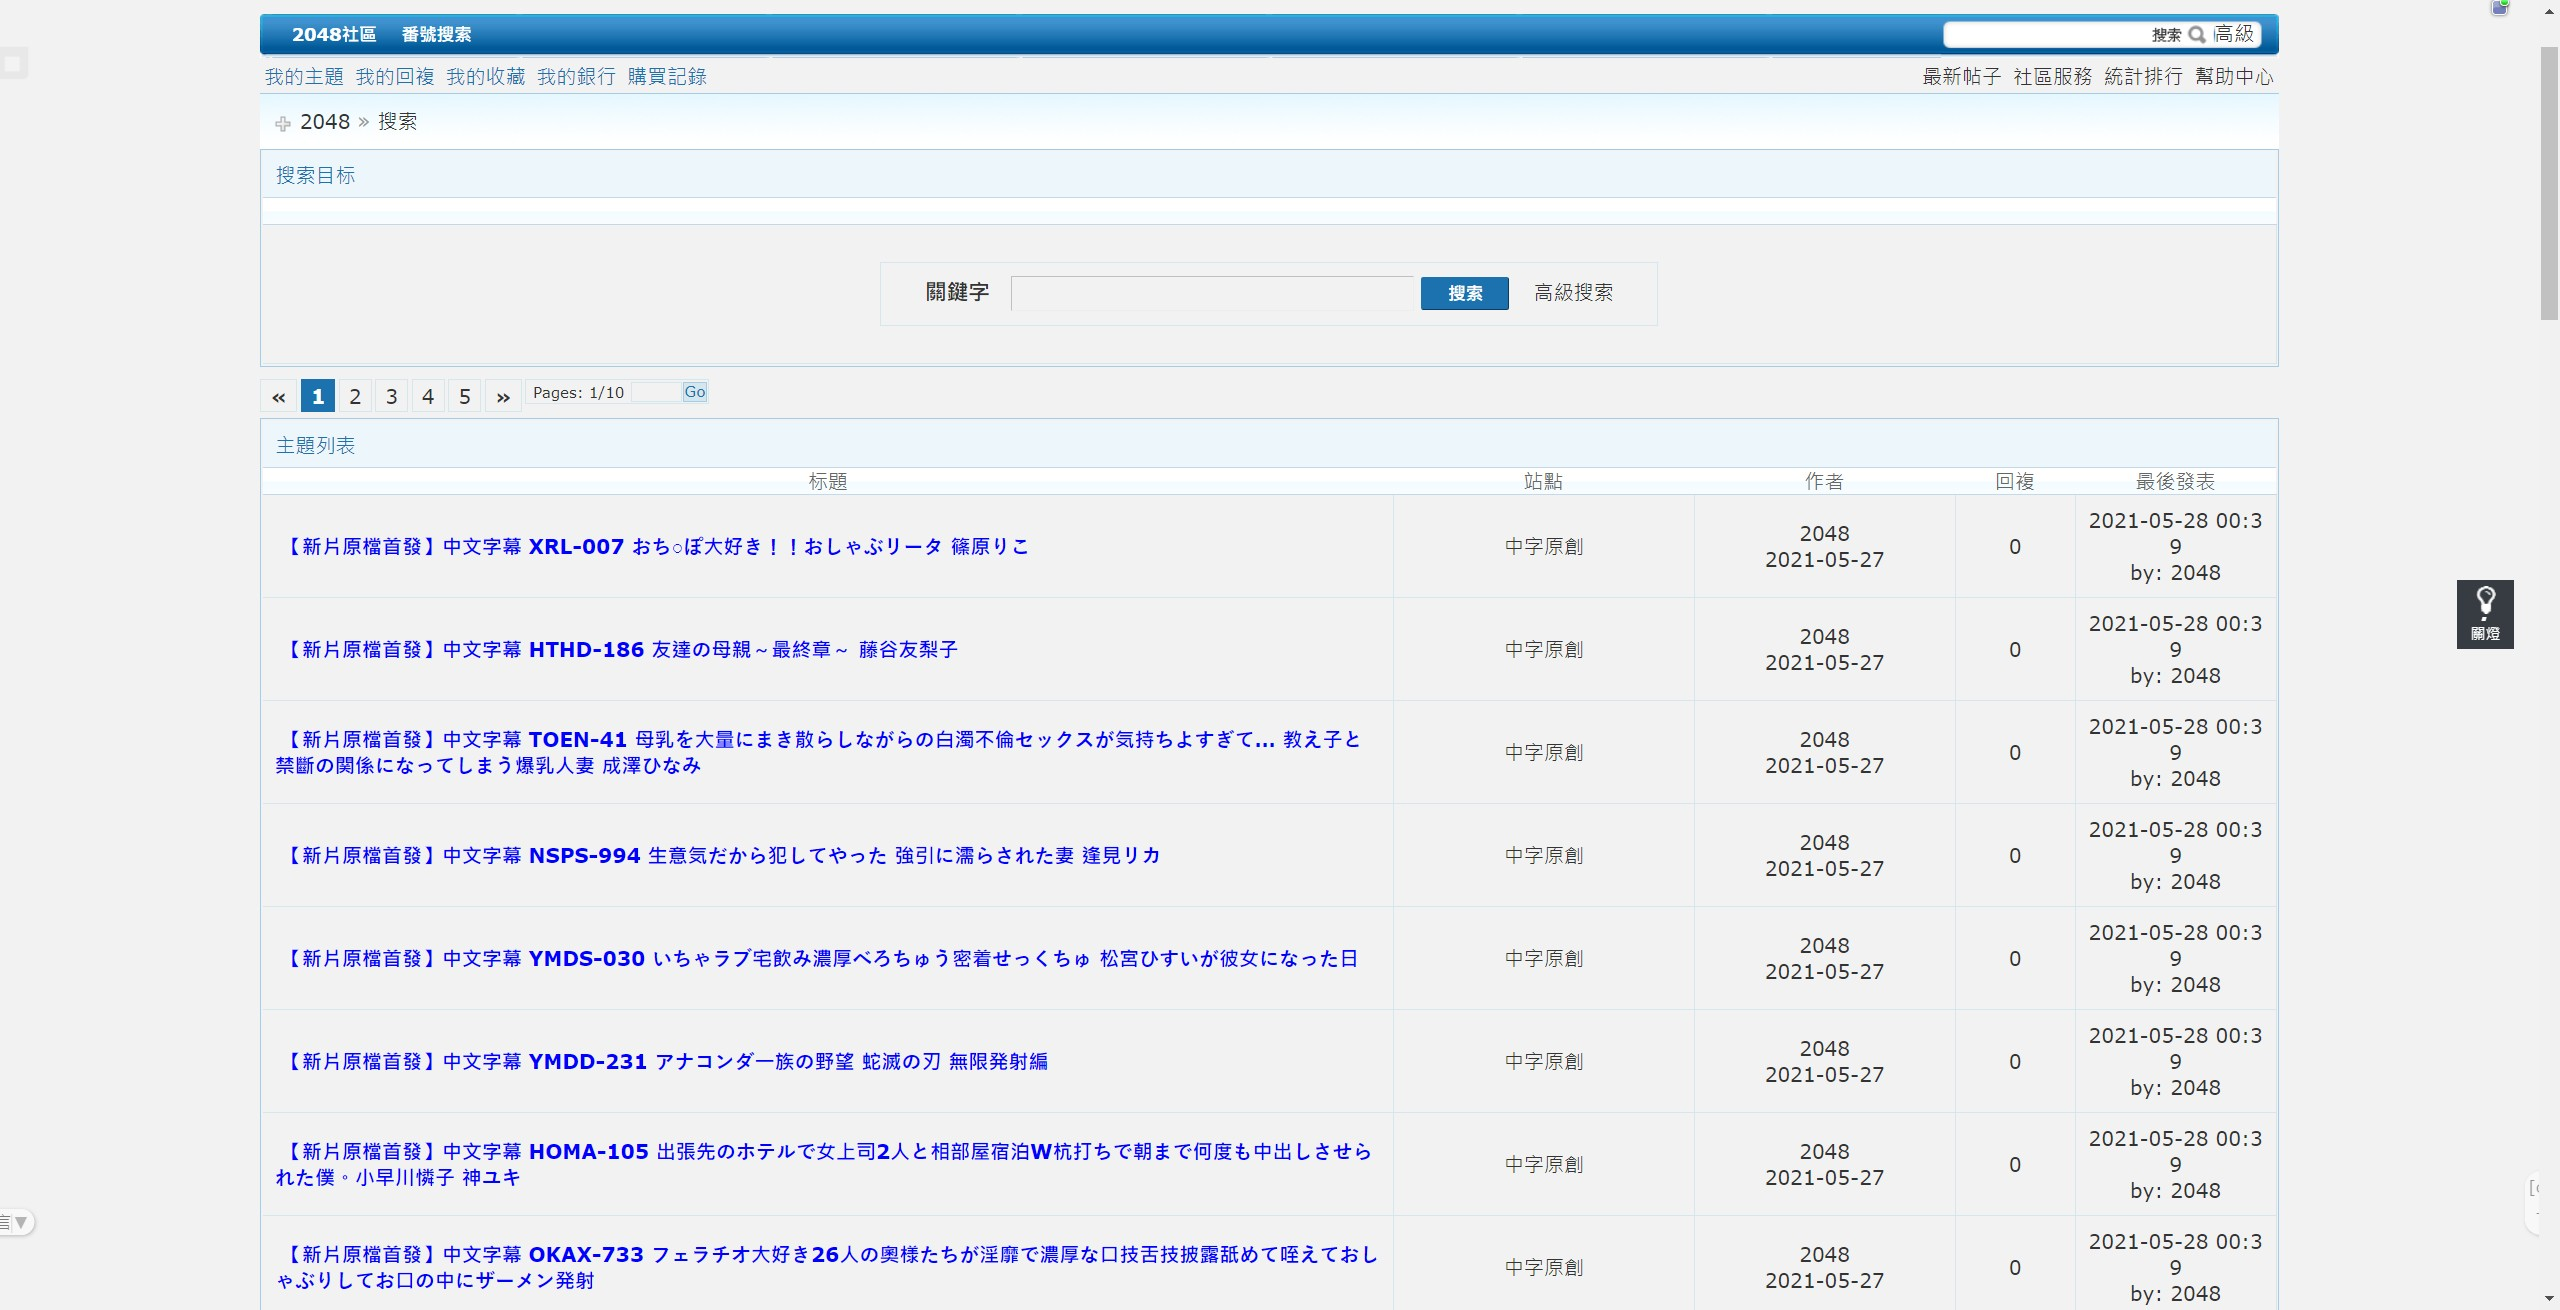 2048社區 番號搜索 搜索 高級
我的主題 我的回複 我的收藏 我的銀行 購買記錄 最新帖子 社區服務 統計排行 幫助中心
2048 » 搜索
搜索目标
關鍵字 搜索 高級搜索
« 1 2 3 4 5 » Pages: 1/10 Go
主題列表
标題 站點 作者 回複 最後發表
【新片原檔首發】中文字幕 XRL-007 おち○ぽ大好き！！おしゃぶリータ 篠原りこ 中字原創 2048 2021-05-27 0 2021-05-28 00:39 by: 2048
【新片原檔首發】中文字幕 HTHD-186 友達の母親～最終章～ 藤谷友梨子 中字原創 2048 2021-05-27 0 2021-05-28 00:39 by: 2048
【新片原檔首發】中文字幕 TOEN-41 母乳を大量にまき散らしながらの白濁不倫セックスが気持ちよすぎて... 教え子と
禁斷の関係になってしまう爆乳人妻 成澤ひなみ 中字原創 2048 2021-05-27 0 2021-05-28 00:39 by: 2048
【新片原檔首發】中文字幕 NSPS-994 生意気だから犯してやった 強引に濡らされた妻 逢見リカ 中字原創 2048 2021-05-27 0 2021-05-28 00:39 by: 2048
【新片原檔首發】中文字幕 YMDS-030 いちゃラブ宅飲み濃厚べろちゅう密着せっくちゅ 松宮ひすいが彼女になった日 中字原創 2048 2021-05-27 0 2021-05-28 00:39 by: 2048
【新片原檔首發】中文字幕 YMDD-231 アナコンダ一族の野望 蛇滅の刃 無限発射編 中字原創 2048 2021-05-27 0 2021-05-28 00:39 by: 2048
【新片原檔首發】中文字幕 HOMA-105 出張先のホテルで女上司2人と相部屋宿泊W杭打ちで朝まで何度も中出しさせら
れた僕。小早川憐子 神ユキ 中字原創 2048 2021-05-27 0 2021-05-28 00:39 by: 2048
【新片原檔首發】中文字幕 OKAX-733 フェラチオ大好き26人の奧樣たちが淫靡で濃厚な口技舌技披露舐めて咥えておし
ゃぶりしてお口の中にザーメン発射 中字原創 2048 2021-05-27 0 2021-05-28 00:39 by: 2048
關燈